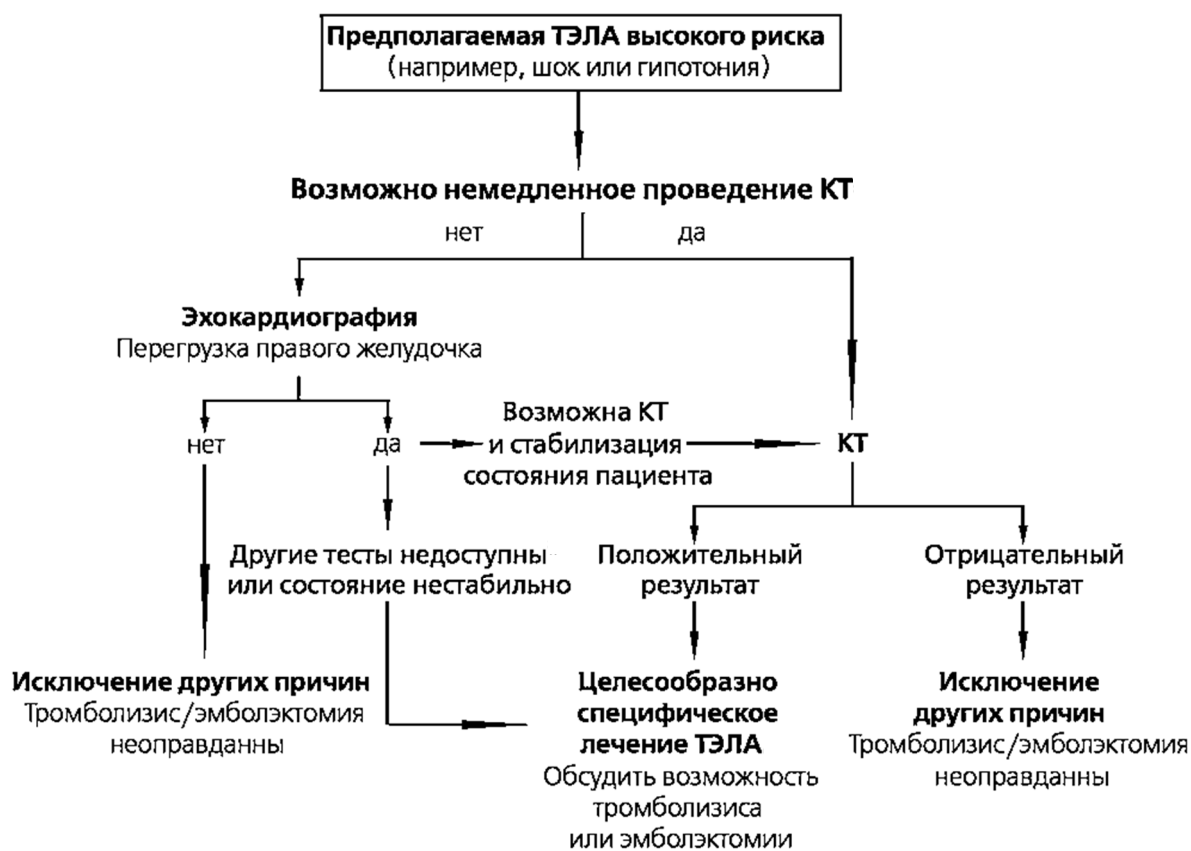 Предполагаемая ТЭЛА высокого риска
(например, шок или гипотония)
Возможно немедленное проведение КТ
нет
да
Эхокардиография
Перегрузка правого желудочка
нет
да
Возможна КТ
и стабилизация
состояния пациента
КТ
Другие тесты недоступны
или состояние нестабильно
Положительный
результат
Отрицательный
результат
Исключение других причин
Тромболизис/эмболэктомия
неоправданны
Целесообразно
специфическое
лечение ТЭЛА
Обсудить возможность
тромболизиса
или эмболэктомии
Исключение
других причин
Тромболизис/эмболэктомия
неоправданны